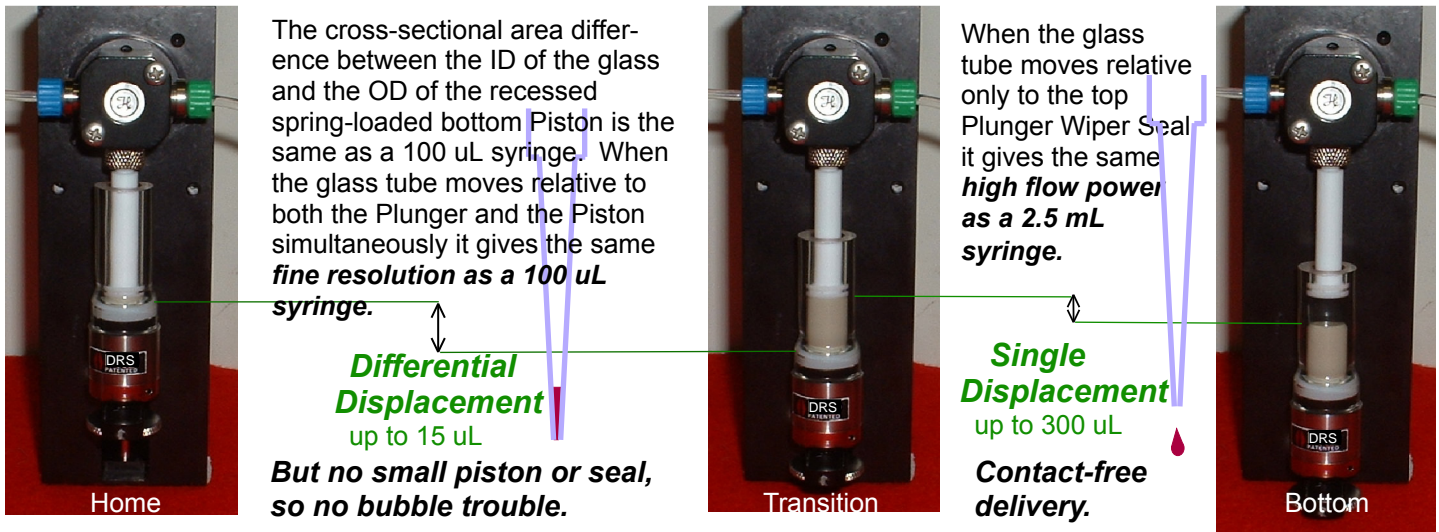 The cross-sectional area differ-
ence between the ID of the glass
and the OD of the recessed
spring-loaded bottom Piston is the
same as a 100 uL syringe. When
the glass tube moves relative to
both the Plunger and the Piston
simultaneously it gives the same
fine resolution as a 100 uL
syringe.
Differential
Displacement
up to 15 uL
But no small piston or seal,
so no bubble trouble.
DRS
PATENTED
Home
When the glass
tube moves relative
only to the top
Plunger Wiper Seal
it gives the same
high flow power
as a 2.5 mL
syringe.
Single
Displacement
up to 300 uL
Contact-free
delivery.
DRS
PATENTED
Transition
DRS
PATENTED
Bottom